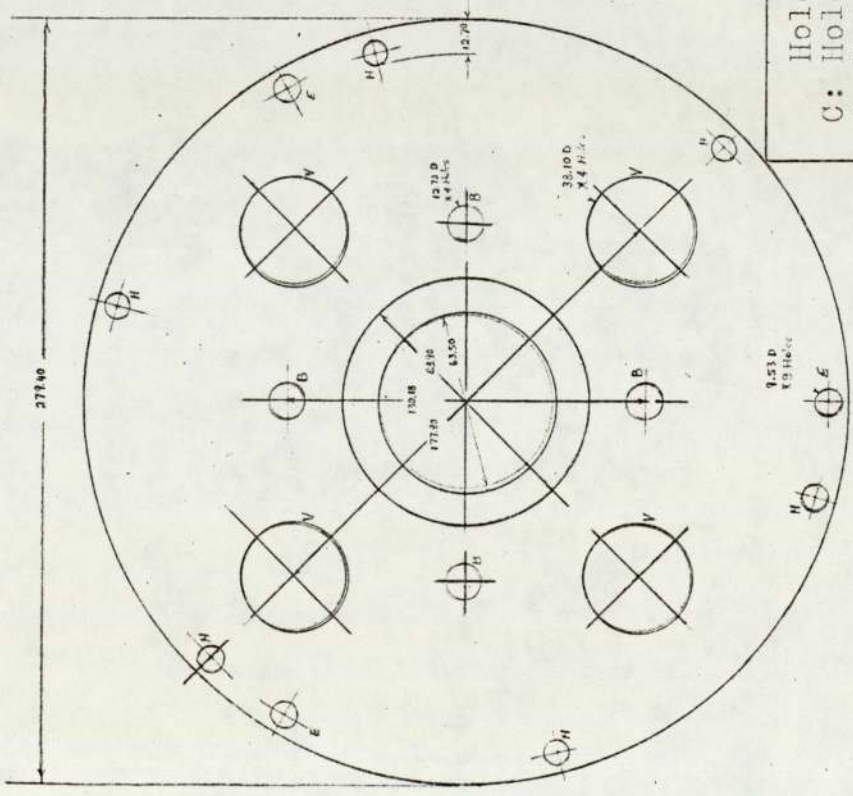 Hol
C: Hol
279.40
12.70
H
E
H
H
V
V
12.70 D
X 4 Holes
B
38.10 D
X 4 Holes
H
63.50
130.18
177.80
B
B
9.53 D
X 9 Holes
E
H
B
V
V
H
E
H